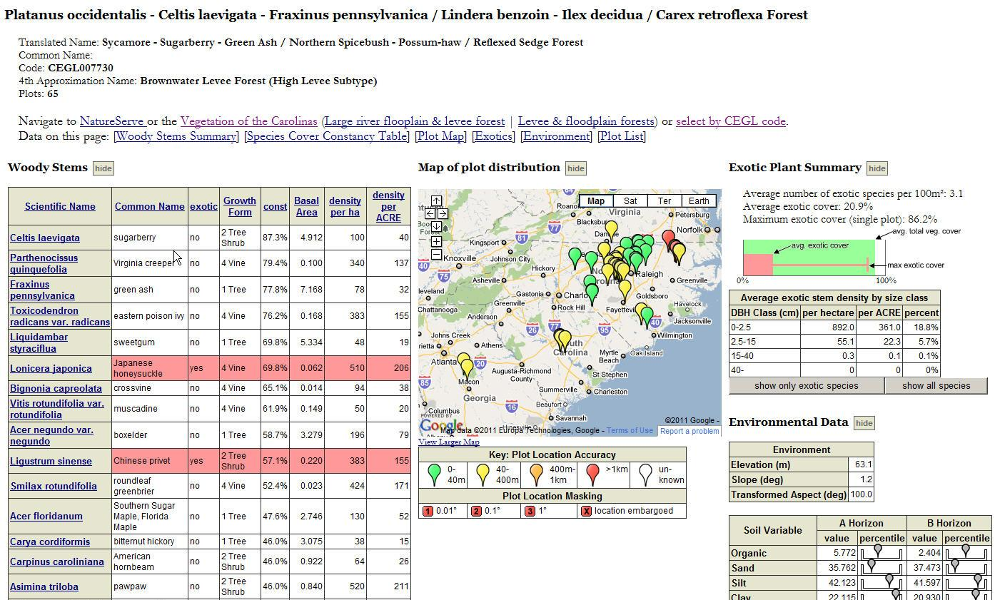 Platanus occidentalis - Celtis laevigata - Fraxinus pennsylvanica / Lindera benzoin - Ilex decidua / Carex retroflexa Forest
Translated Name: Sycamore - Sugarberry - Green Ash / Northern Spicebush - Possum-haw / Reflexed Sedge Forest
Common Name:
Code: CEGL007730
4th Approximation Name: Brownwater Levee Forest (High Levee Subtype)
Plots: 65
Navigate to NatureServe or the Vegetation of the Carolinas (Large river flooplain & levee forest | Levee & floodplain forests) or select by CEGL code.
Data on this page: [Woody Stems Summary] [Species Cover Constancy Table] [Plot Map] [Exotics] [Environment] [Plot List]
Woody Stems hide
Scientific Name Common Name exotic Growth Form const Basal Area density per ha density per ACRE
Celtis laevigata sugarberry no 2 Tree Shrub 87.3% 4.912 100 40
Parthenocissus quinquefolia Virginia creeper no 4 Vine 79.4% 0.100 340 137
Fraxinus pennsylvanica green ash no 1 Tree 77.8% 7.168 78 32
Toxicodendron radicans var. radicans eastern poison ivy no 4 Vine 76.2% 0.168 383 155
Liquidambar styraciflua sweetgum no 1 Tree 69.8% 5.334 48 19
Lonicera japonica Japanese honeysuckle yes 4 Vine 69.8% 0.062 510 206
Bignonia capreolata crossvine no 4 Vine 65.1% 0.014 94 38
Vitis rotundifolia var. rotundifolia muscadine no 4 Vine 61.9% 0.149 50 20
Acer negundo var. negundo boxelder no 1 Tree 58.7% 3.279 196 79
Ligustrum sinense Chinese privet yes 2 Tree Shrub 57.1% 0.220 383 155
Smilax rotundifolia roundleaf greenbrier no 4 Vine 52.4% 0.023 424 171
Acer floridanum Southern Sugar Maple, Florida Maple no 1 Tree 47.6% 2.746 130 52
Carya cordiformis bitternut hickory no 1 Tree 46.0% 3.075 38 15
Carpinus caroliniana American hornbeam no 2 Tree Shrub 46.0% 0.922 64 26
Asimina triloba pawpaw no 2 Tree Shrub 46.0% 0.840 520 211
Map of plot distribution hide
Map Sat Ter Earth
Virginia
Petersburg
Blacksburg
Norfolk
81
77
Kingsport
Johnson City
Knoxville
40
75
Hickory
Asheville
Raleigh
Greenville
Goldsboro
Gastonia
Rock Hill
Chattanooga
Greenville
Anderson
Havelock
Jacksonville
40
26
77
95
Wilmington
Johns Creek
Athens
Carolina
Myrtle Beach
Oak Island
Atlanta
20
Augusta-Richmond County
St Stephen
85
Macon
Summerville
Charleston
Georgia
16
Beaufort
Columbus
Savannah
POWERED BY
Google
Hinesville
©2011 Google -
Map data ©2011 Europa Technologies, Google - Terms of Use
Report a problem
View Larger Map
Key: Plot Location Accuracy
0-40m 40-400m 400m-1km >1km un-known
Plot Location Masking
1 0.01° 2 0.1° 3 1° X location embargoed
Exotic Plant Summary hide
Average number of exotic species per 100m²: 3.1
Average exotic cover: 20.9%
Maximum exotic cover (single plot): 86.2%
avg. total veg. cover
avg. exotic cover
max exotic cover
0% 100%
Average exotic stem density by size class
DBH Class (cm) per hectare per ACRE percent
0-2.5 892.0 361.0 18.8%
2.5-15 55.1 22.3 5.7%
15-40 0.3 0.1 0.1%
40- 0 0 0%
show only exotic species show all species
Environmental Data hide
Environment
Elevation (m) 63.1
Slope (deg) 1.2
Transformed Aspect (deg) 100.0
Soil Variable A Horizon B Horizon
value percentile value percentile
Organic 5.772 2.404
Sand 35.762 37.473
Silt 42.123 41.597
Clay 22.115 20.930